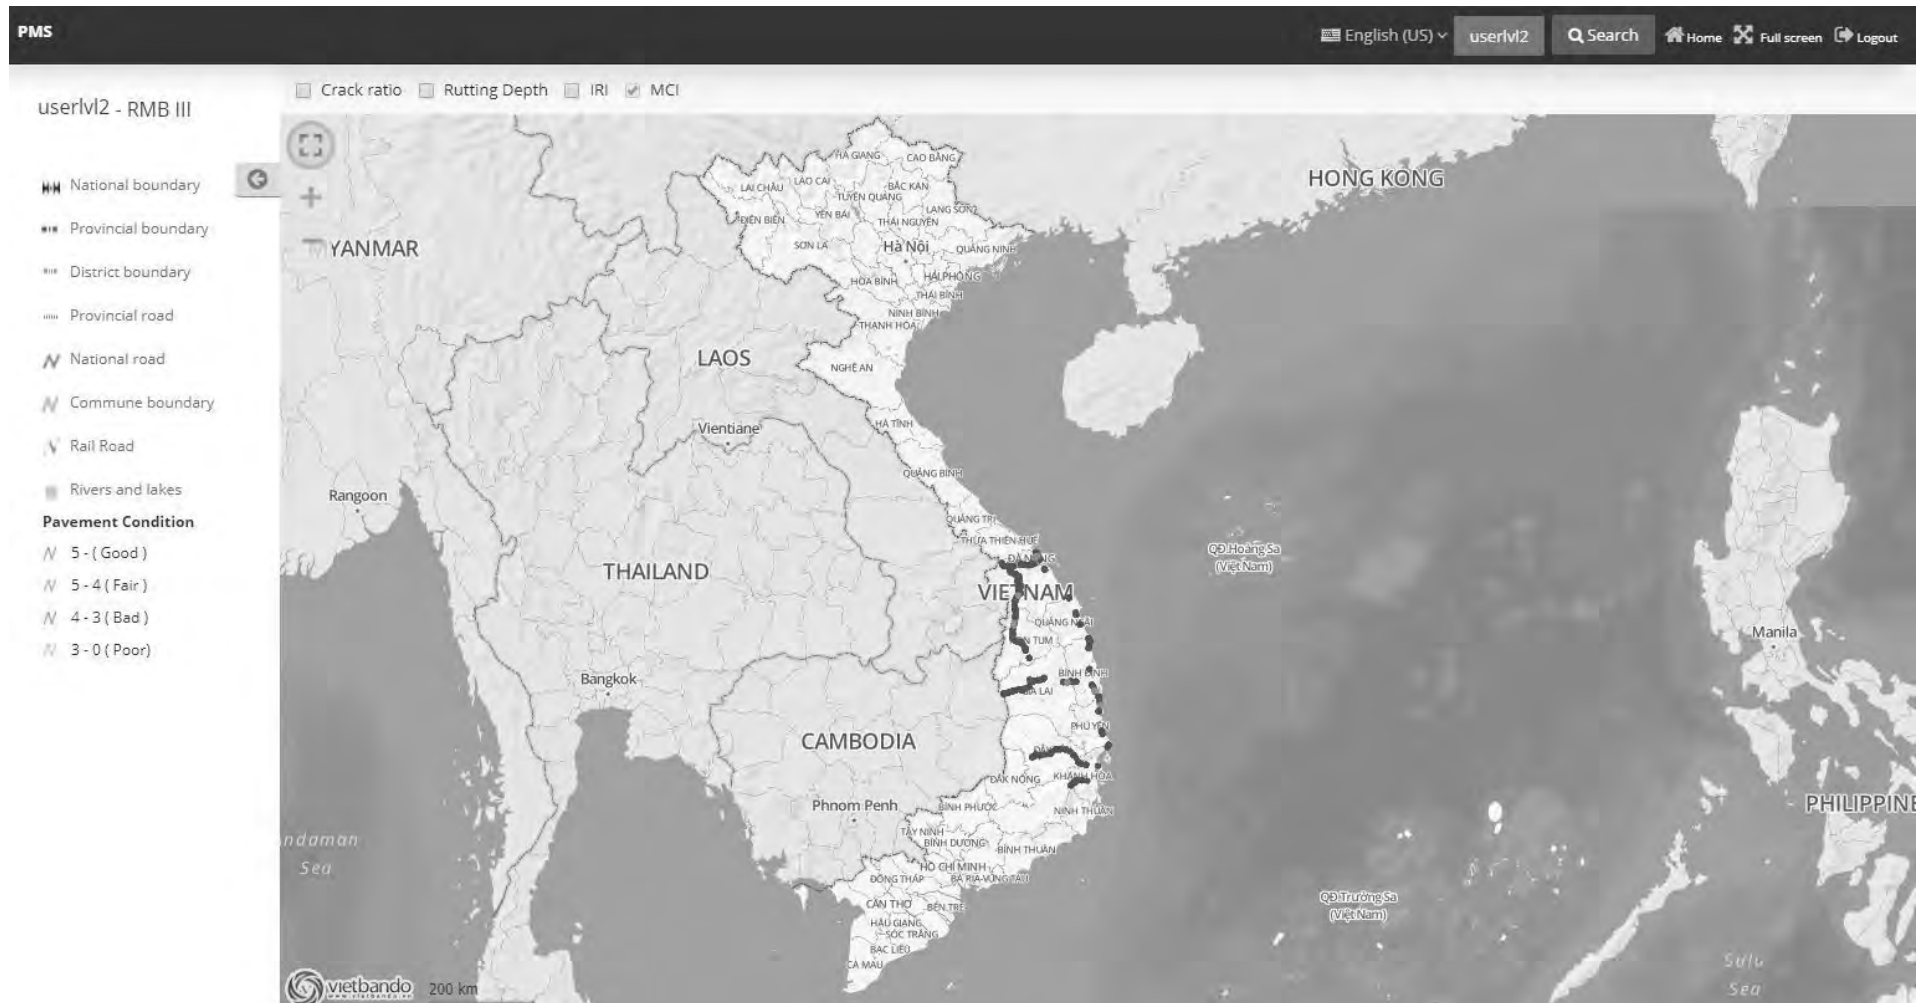 PMS
English (US)
userlvl2
Search
Home
Full screen
Logout
userlvl2 - RMB III
Crack ratio
Rutting Depth
IRI
MCI
National boundary
Provincial boundary
District boundary
Provincial road
National road
Commune boundary
Rail Road
Rivers and lakes
Pavement Condition
5 - ( Good )
5 - 4 ( Fair )
4 - 3 ( Bad )
3 - 0 ( Poor)
HÀ GIANG
CAO BẰNG
LAI CHÂU
LÀO CAI
BẮC KẠN
TUYÊN QUANG
HONG KONG
ĐIỆN BIÊN
YÊN BÁI
THÁI NGUYÊN
LẠNG SƠN
YANMAR
SƠN LA
Hà Nội
QUẢNG NINH
HÒA BÌNH
HẢI PHÒNG
THÁI BÌNH
NINH BÌNH
THANH HÓA
LAOS
NGHỆ AN
Vientiane
HÀ TĨNH
QUẢNG BÌNH
Rangoon
QUẢNG TRỊ
THỪA THIÊN HUẾ
QĐ.Hoàng Sa
(Việt Nam)
THAILAND
VIETNAM
QUẢNG NGÃI
N TUM
Manila
Bangkok
BÌNH ĐỊNH
LAI
PHÚ YÊN
CAMBODIA
ĐẮK NÔNG
KHÁNH HÒA
Phnom Penh
BÌNH PHƯỚC
NINH THUẬN
PHILIPPINE
TÂY NINH
BÌNH DƯƠNG
BÌNH THUẬN
ndaman
Sea
HỒ CHÍ MINH
ĐỒNG THÁP
BÀ RỊA-VŨNG TÀU
CẦN THƠ
BẾN TRE
QĐ.Trường Sa
(Việt Nam)
HẬU GIANG
SÓC TRĂNG
BẠC LIÊU
CÀ MAU
Sulu
Sea
vietbando
www.vietbando.vn
200 km